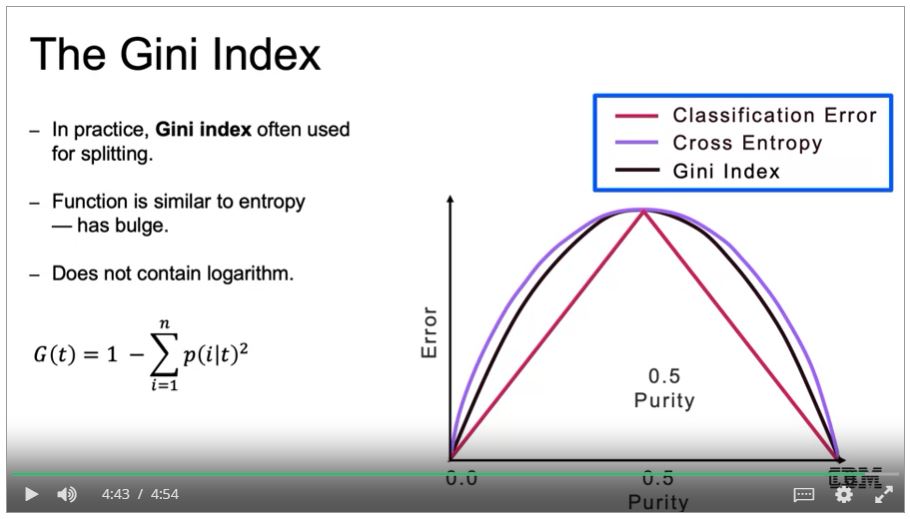 The Gini Index
– In practice, Gini index often used
for splitting.
– Function is similar to entropy
— has bulge.
– Does not contain logarithm.
G(t) = 1 − ∑ⁿᵢ₌₁ p(i|t)²
Classification Error
Cross Entropy
Gini Index
Error
0.5
Purity
0.0
0.5
Purity
4:43 / 4:54